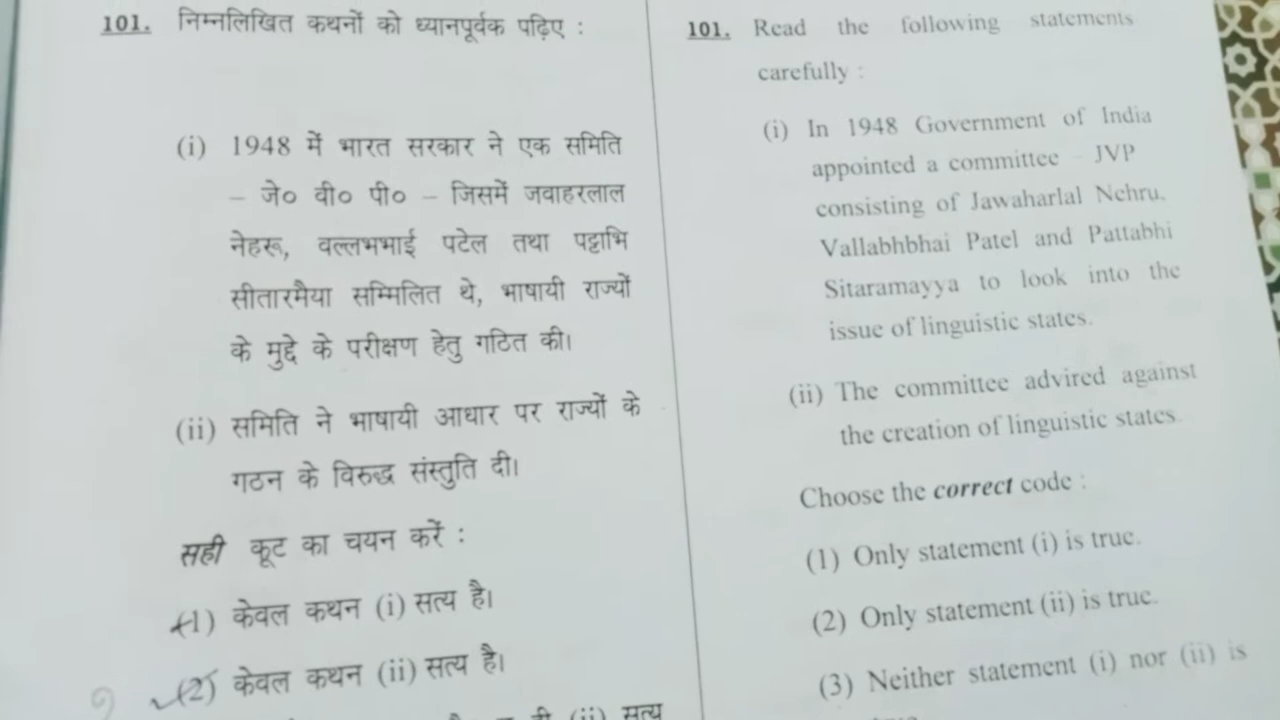 101. निम्नलिखित कथनों को ध्यानपूर्वक पढ़िए :
(i) 1948 में भारत सरकार ने एक समिति
– जे० वी० पी० – जिसमें जवाहरलाल
नेहरू, वल्लभभाई पटेल तथा पट्टाभि
सीतारमैया सम्मिलित थे, भाषायी राज्यों
के मुद्दे के परीक्षण हेतु गठित की।
(ii) समिति ने भाषायी आधार पर राज्यों के
गठन के विरुद्ध संस्तुति दी।
सही कूट का चयन करें :
(1) केवल कथन (i) सत्य है।
(2) केवल कथन (ii) सत्य है।
(ii) सत्य
101. Read the following statements
carefully :
(i) In 1948 Government of India
appointed a committee – JVP
consisting of Jawaharlal Nehru,
Vallabhbhai Patel and Pattabhi
Sitaramayya to look into the
issue of linguistic states.
(ii) The committee advired against
the creation of linguistic states.
Choose the correct code :
(1) Only statement (i) is true.
(2) Only statement (ii) is true.
(3) Neither statement (i) nor (ii) is